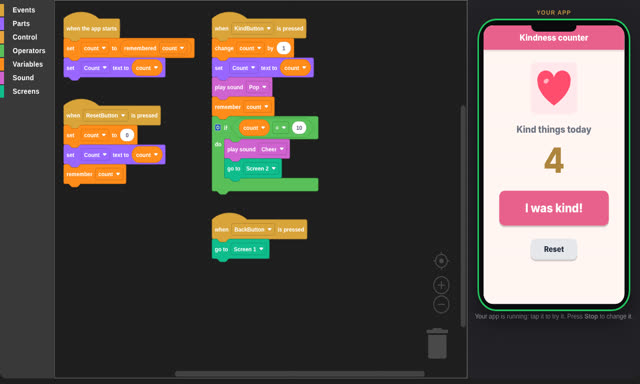 Events
Parts
Control
Operators
Variables
Sound
Screens
when the app starts
set count to remembered count
set Count text to count
when ResetButton is pressed
set count to 0
set Count text to count
remember count
when KindButton is pressed
change count by 1
set Count text to count
play sound Pop
remember count
if count = 10
do
play sound Cheer
go to Screen 2
when BackButton is pressed
go to Screen 1
YOUR APP
Kindness counter
Kind things today
4
I was kind!
Reset
Your app is running: tap it to try it. Press Stop to change it.